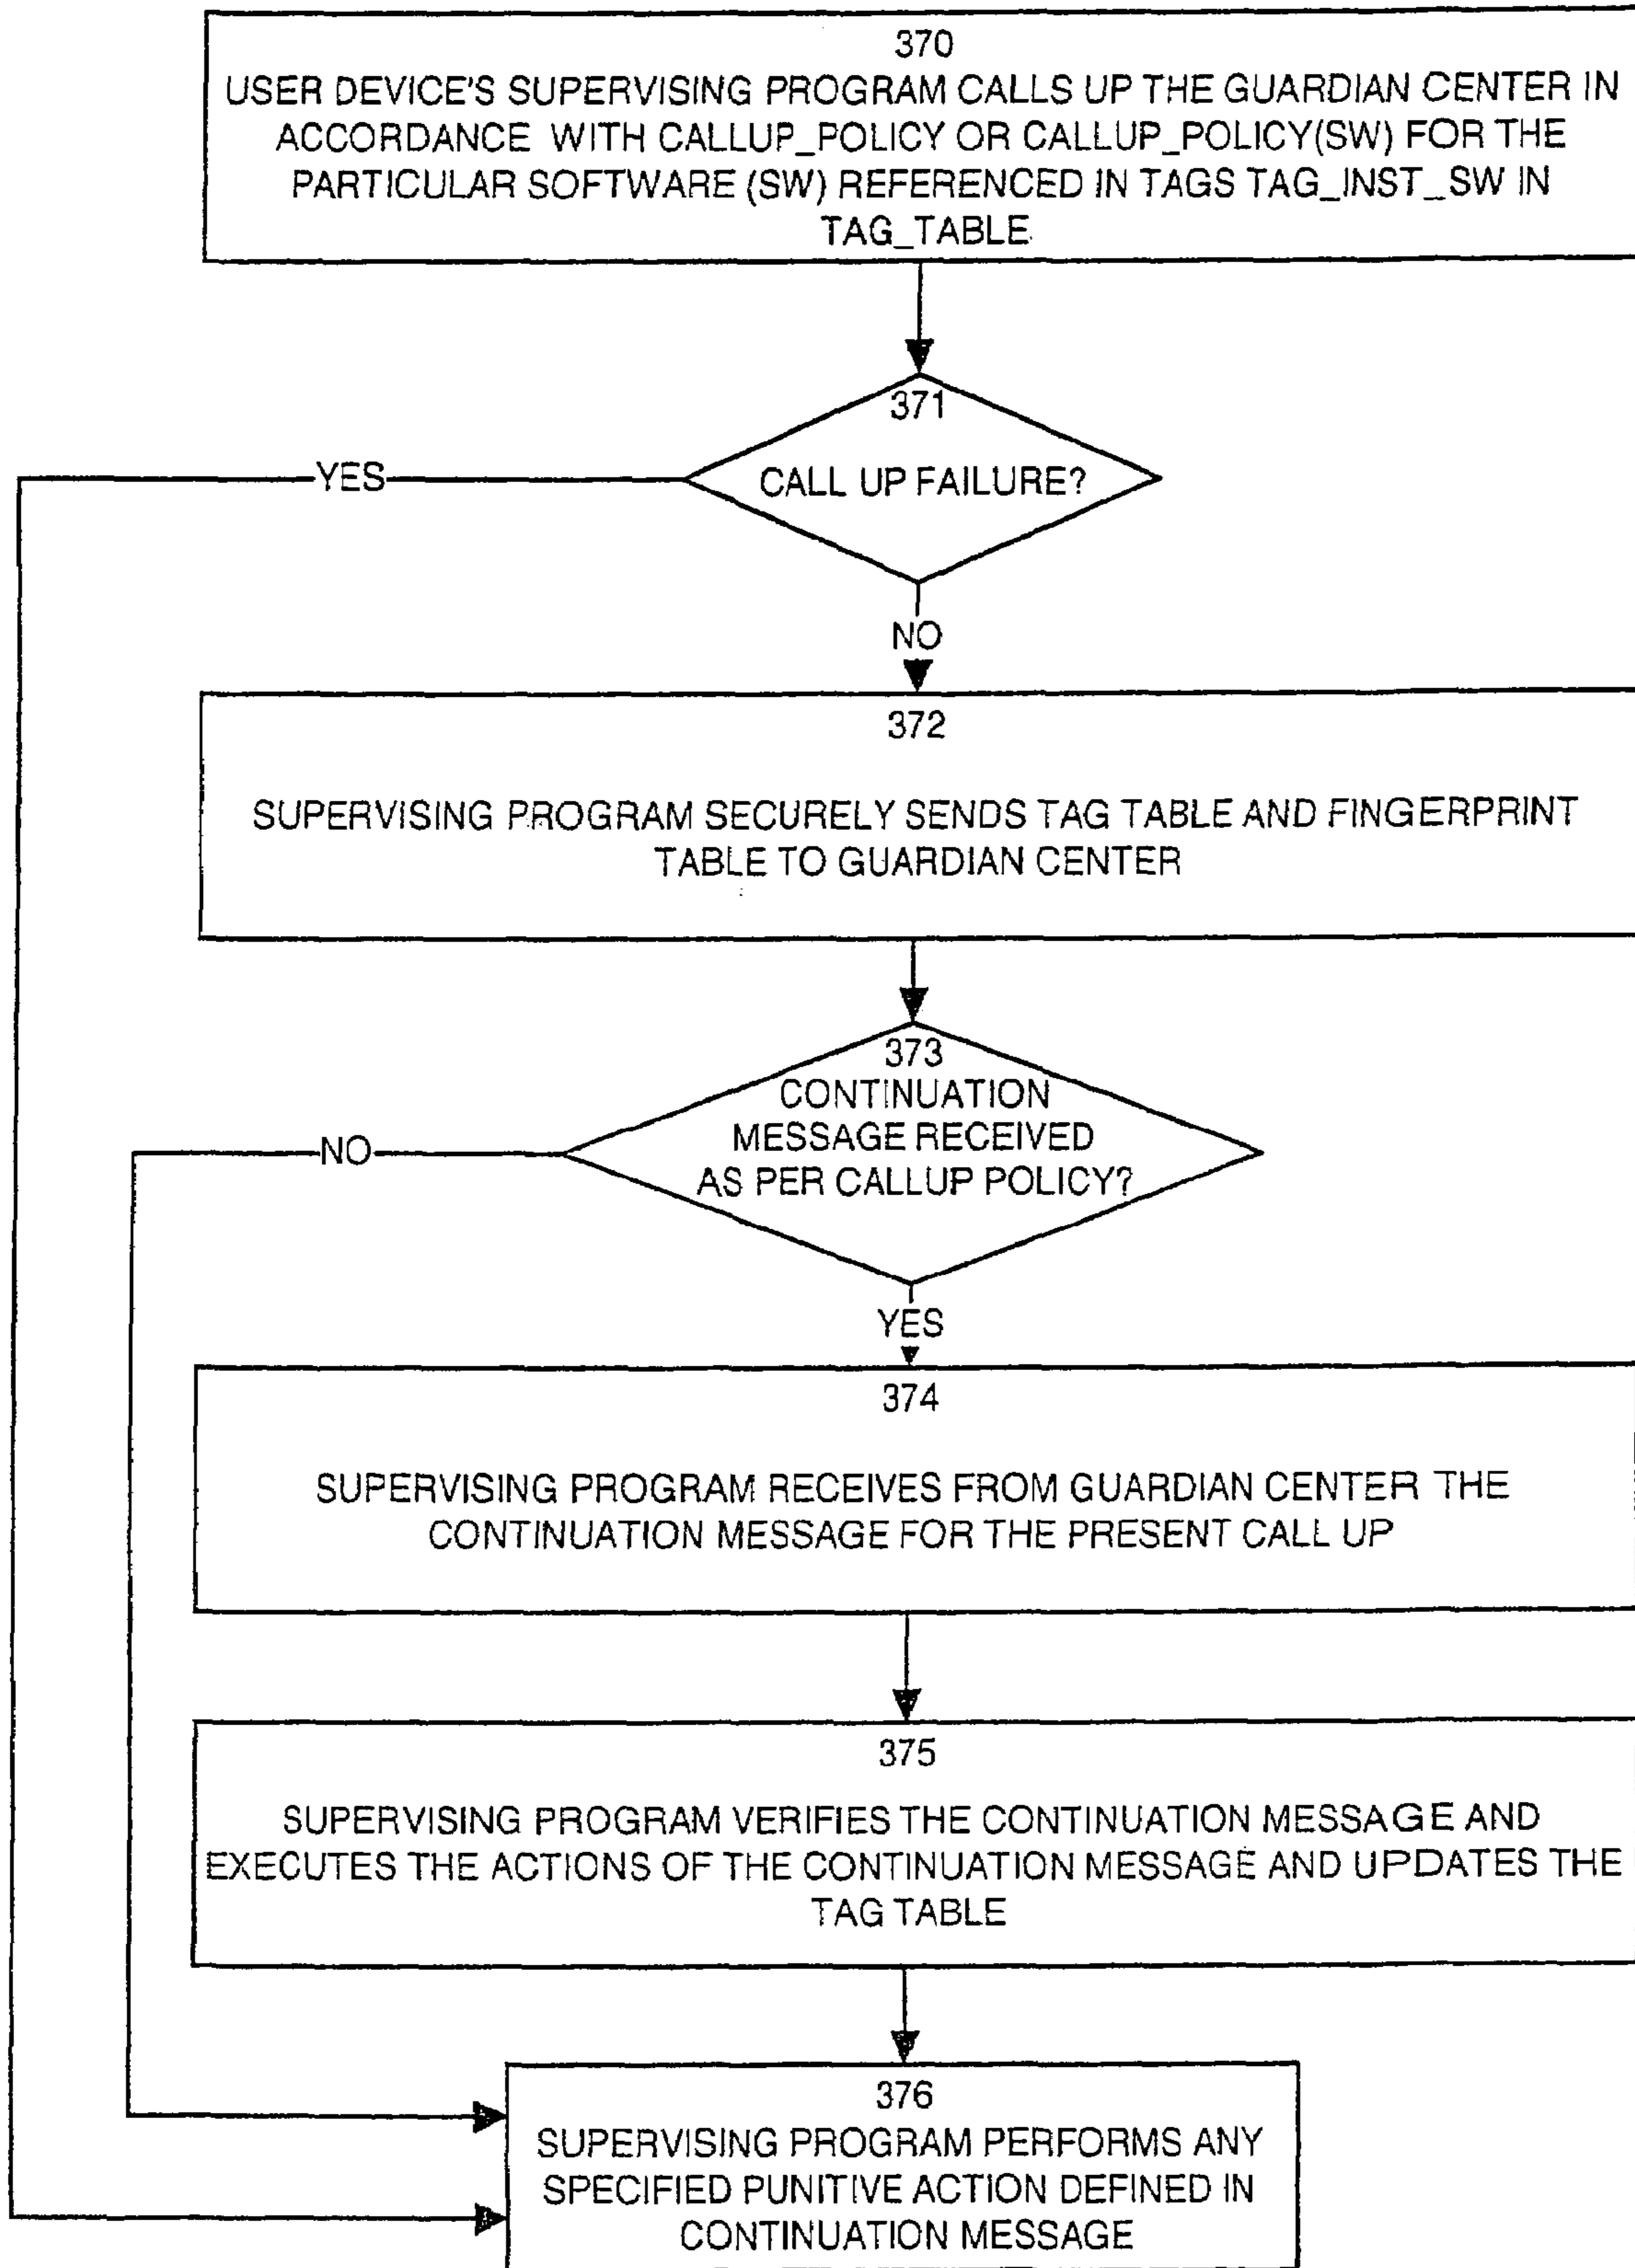 370
USER DEVICE'S SUPERVISING PROGRAM CALLS UP THE GUARDIAN CENTER IN
ACCORDANCE WITH CALLUP_POLICY OR CALLUP_POLICY(SW) FOR THE
PARTICULAR SOFTWARE (SW) REFERENCED IN TAGS TAG_INST_SW IN
TAG_TABLE
371
CALL UP FAILURE?
YES
NO
372
SUPERVISING PROGRAM SECURELY SENDS TAG TABLE AND FINGERPRINT
TABLE TO GUARDIAN CENTER
373
CONTINUATION
MESSAGE RECEIVED
AS PER CALLUP POLICY?
NO
YES
374
SUPERVISING PROGRAM RECEIVES FROM GUARDIAN CENTER THE
CONTINUATION MESSAGE FOR THE PRESENT CALL UP
375
SUPERVISING PROGRAM VERIFIES THE CONTINUATION MESSAGE AND
EXECUTES THE ACTIONS OF THE CONTINUATION MESSAGE AND UPDATES THE
TAG TABLE
376
SUPERVISING PROGRAM PERFORMS ANY
SPECIFIED PUNITIVE ACTION DEFINED IN
CONTINUATION MESSAGE